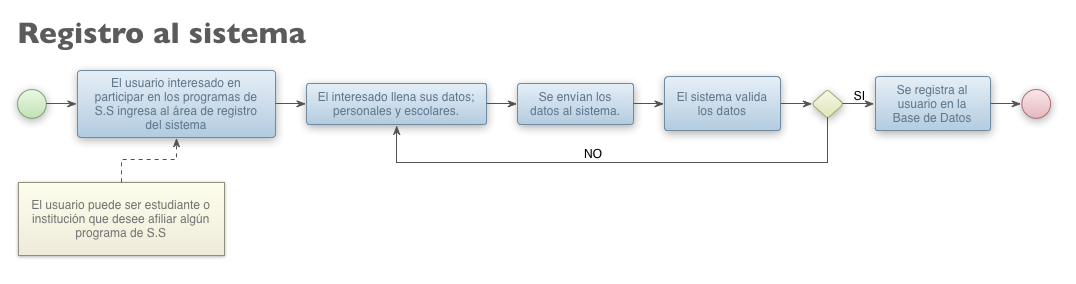 Registro al sistema
El usuario interesado en
participar en los programas de
S.S ingresa al área de registro
del sistema
El interesado llena sus datos;
personales y escolares.
Se envían los
datos al sistema.
El sistema valida
los datos
SI
Se registra al
usuario en la
Base de Datos
NO
El usuario puede ser estudiante o
institución que desee afiliar algún
programa de S.S